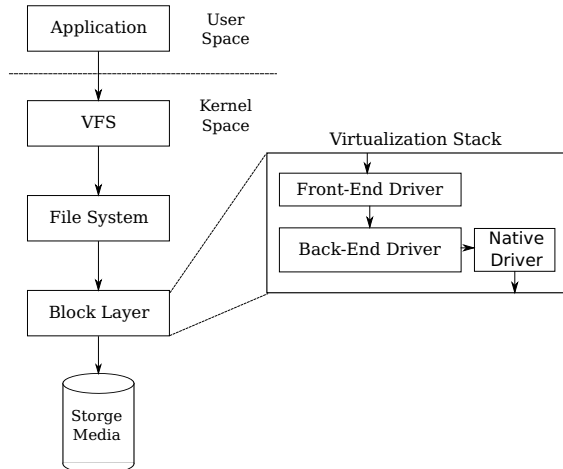 Application
User
Space
VFS
Kernel
Space
File System
Block Layer
Storge
Media
Virtualization Stack
Front-End Driver
Back-End Driver
Native
Driver